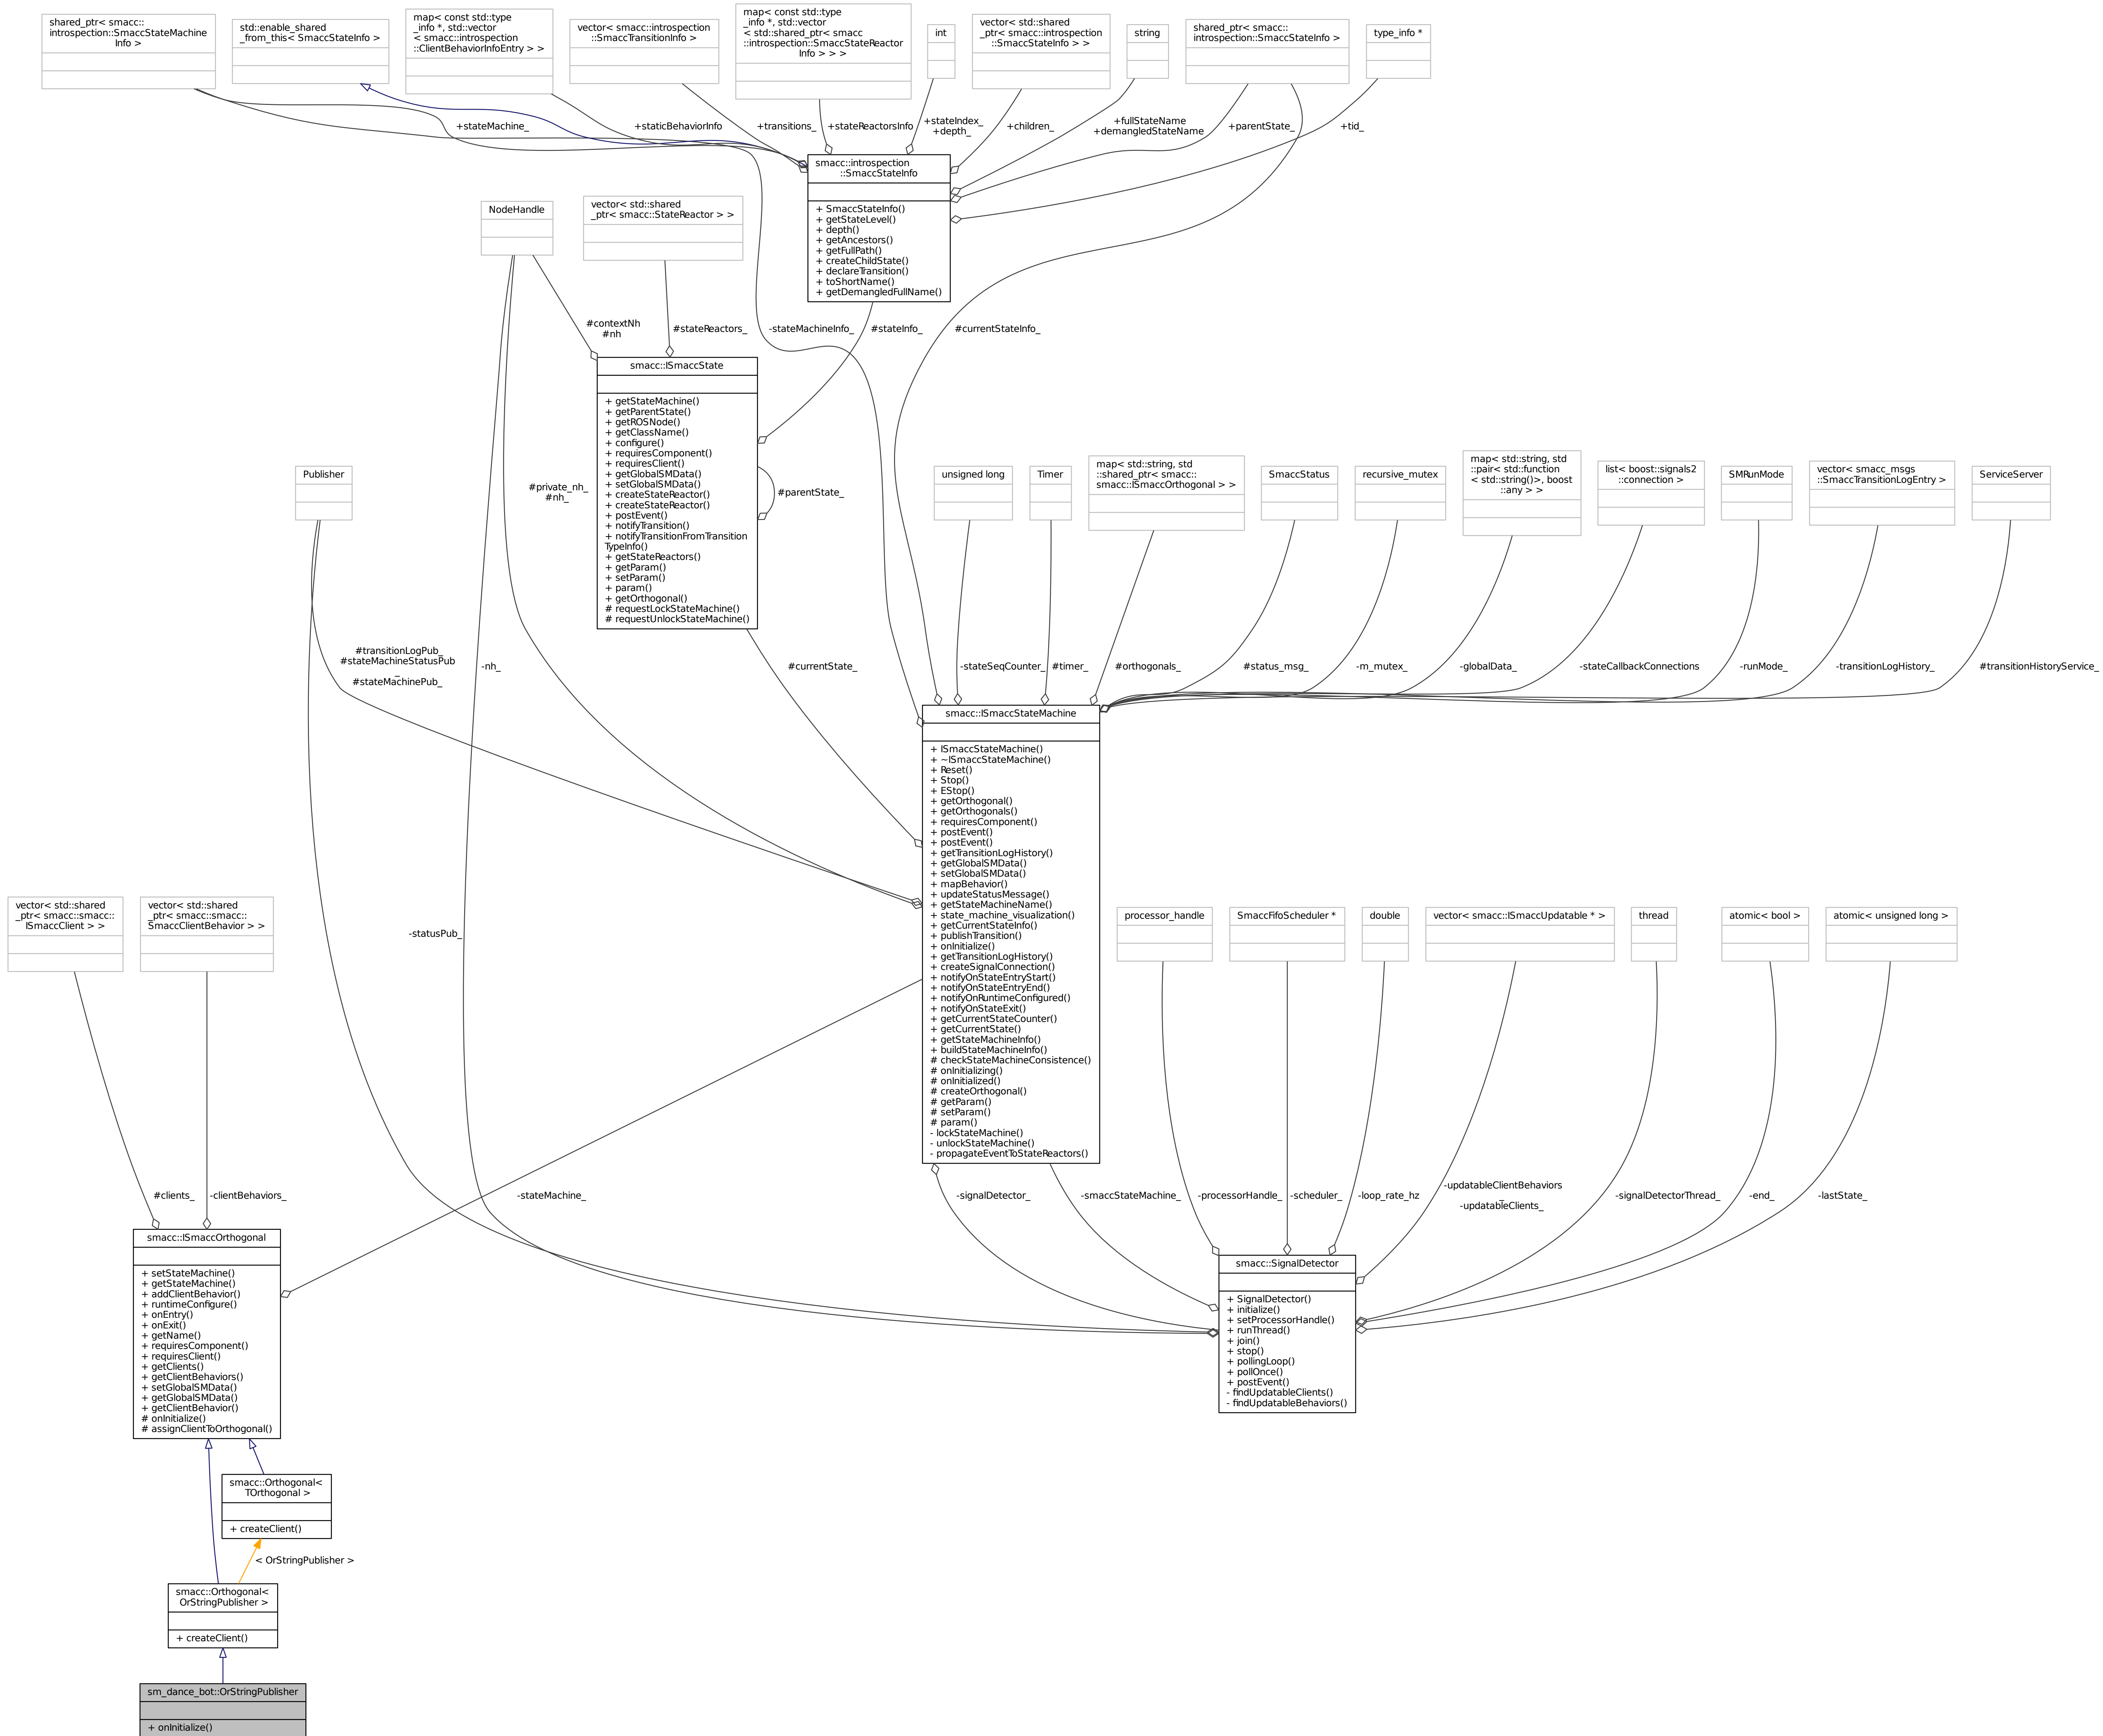 shared_ptr< smacc::
introspection::SmaccStateMachine
Info >
std::enable_shared
_from_this< SmaccStateInfo >
map< const std::type
_info *, std::vector
< smacc::introspection
::ClientBehaviorInfoEntry > >
vector< smacc::introspection
::SmaccTransitionInfo >
map< const std::type
_info *, std::vector
< std::shared_ptr< smacc
::introspection::SmaccStateReactor
Info > > >
int
vector< std::shared
_ptr< smacc::introspection
::SmaccStateInfo > >
string
shared_ptr< smacc::
introspection::SmaccStateInfo >
type_info *
+stateMachine_
+staticBehaviorInfo
+transitions_
+stateReactorsInfo
+stateIndex_
+depth_
+children_
+fullStateName
+demangledStateName
+parentState_
+tid_
smacc::introspection
::SmaccStateInfo
+ SmaccStateInfo()
+ getStateLevel()
+ depth()
+ getAncestors()
+ getFullPath()
+ createChildState()
+ declareTransition()
+ toShortName()
+ getDemangledFullName()
NodeHandle
vector< std::shared
_ptr< smacc::StateReactor > >
#contextNh
#nh
#stateReactors_
-stateMachineInfo_
#stateInfo_
#currentStateInfo_
smacc::ISmaccState
+ getStateMachine()
+ getParentState()
+ getROSNode()
+ getClassName()
+ configure()
+ requiresComponent()
+ requiresClient()
+ getGlobalSMData()
+ setGlobalSMData()
+ createStateReactor()
+ createStateReactor()
+ postEvent()
+ notifyTransition()
+ notifyTransitionFromTransition
TypeInfo()
+ getStateReactors()
+ getParam()
+ setParam()
+ param()
+ getOrthogonal()
# requestLockStateMachine()
# requestUnlockStateMachine()
#parentState_
Publisher
#private_nh_
#nh_
unsigned long
Timer
map< std::string, std
::shared_ptr< smacc::
smacc::ISmaccOrthogonal > >
SmaccStatus
recursive_mutex
map< std::string, std
::pair< std::function
< std::string()>, boost
::any > >
list< boost::signals2
::connection >
SMRunMode
vector< smacc_msgs
::SmaccTransitionLogEntry >
ServiceServer
#transitionLogPub_
#stateMachineStatusPub
_
#stateMachinePub_
-nh_
#currentState_
-stateSeqCounter_
#timer_
#orthogonals_
#status_msg_
-m_mutex_
-globalData_
-stateCallbackConnections
-runMode_
-transitionLogHistory_
#transitionHistoryService_
smacc::ISmaccStateMachine
+ ISmaccStateMachine()
+ ~ISmaccStateMachine()
+ Reset()
+ Stop()
+ EStop()
+ getOrthogonal()
+ getOrthogonals()
+ requiresComponent()
+ postEvent()
+ postEvent()
+ getTransitionLogHistory()
+ getGlobalSMData()
+ setGlobalSMData()
+ mapBehavior()
+ updateStatusMessage()
+ getStateMachineName()
+ state_machine_visualization()
+ getCurrentStateInfo()
+ publishTransition()
+ onInitialize()
+ getTransitionLogHistory()
+ createSignalConnection()
+ notifyOnStateEntryStart()
+ notifyOnStateEntryEnd()
+ notifyOnRuntimeConfigured()
+ notifyOnStateExit()
+ getCurrentStateCounter()
+ getCurrentState()
+ getStateMachineInfo()
+ buildStateMachineInfo()
# checkStateMachineConsistence()
# onInitializing()
# onInitialized()
# createOrthogonal()
# getParam()
# setParam()
# param()
- lockStateMachine()
- unlockStateMachine()
- propagateEventToStateReactors()
vector< std::shared
_ptr< smacc::smacc::
ISmaccClient > >
vector< std::shared
_ptr< smacc::smacc::
SmaccClientBehavior > >
-statusPub_
processor_handle
SmaccFifoScheduler *
double
vector< smacc::ISmaccUpdatable * >
thread
atomic< bool >
atomic< unsigned long >
#clients_
-clientBehaviors_
-stateMachine_
-signalDetector_
-smaccStateMachine_
-processorHandle_
-scheduler_
-loop_rate_hz
-updatableClientBehaviors
_
-updatableClients_
-signalDetectorThread_
-end_
-lastState_
smacc::ISmaccOrthogonal
+ setStateMachine()
+ getStateMachine()
+ addClientBehavior()
+ runtimeConfigure()
+ onEntry()
+ onExit()
+ getName()
+ requiresComponent()
+ requiresClient()
+ getClients()
+ getClientBehaviors()
+ setGlobalSMData()
+ getGlobalSMData()
+ getClientBehavior()
# onInitialize()
# assignClientToOrthogonal()
smacc::SignalDetector
+ SignalDetector()
+ initialize()
+ setProcessorHandle()
+ runThread()
+ join()
+ stop()
+ pollingLoop()
+ pollOnce()
+ postEvent()
- findUpdatableClients()
- findUpdatableBehaviors()
smacc::Orthogonal<
TOrthogonal >
+ createClient()
< OrStringPublisher >
smacc::Orthogonal<
OrStringPublisher >
+ createClient()
sm_dance_bot::OrStringPublisher
+ onInitialize()